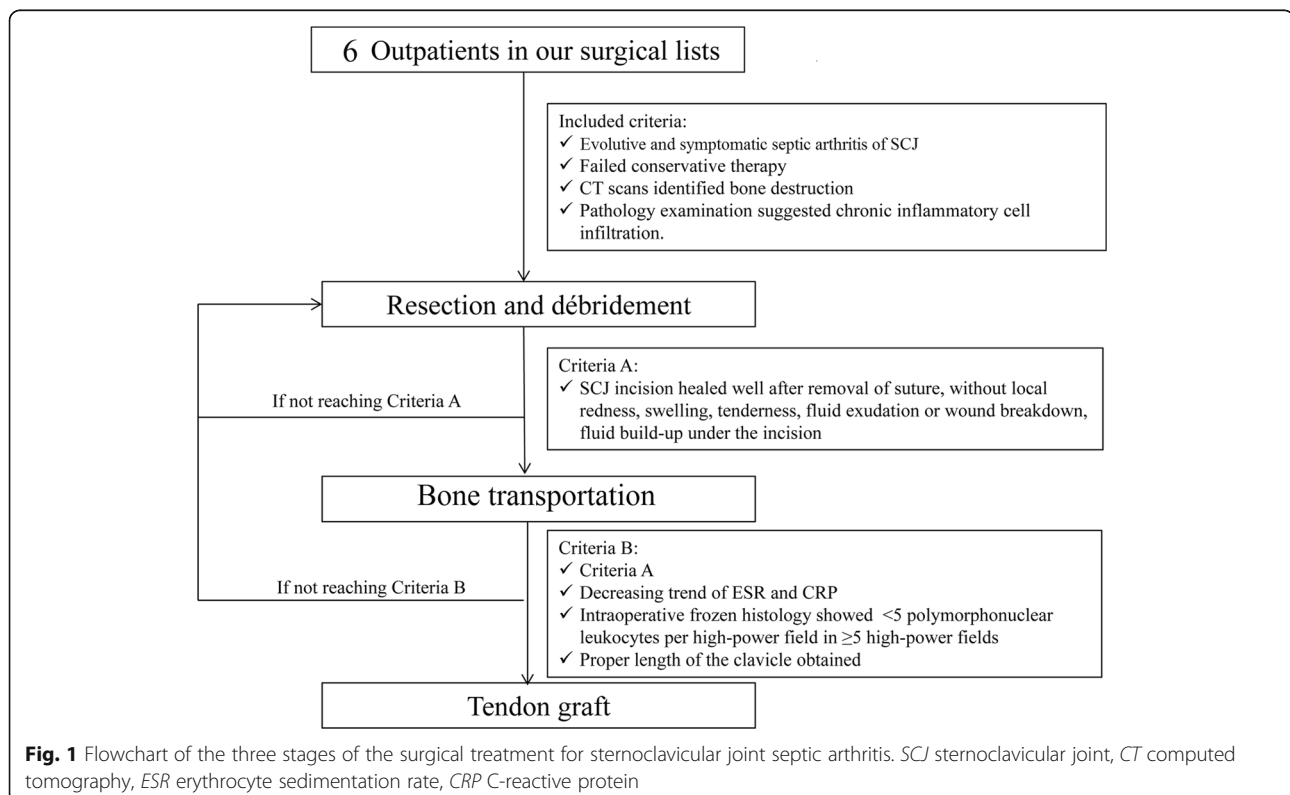 6 Outpatients in our surgical lists
Included criteria:
✓ Evolutive and symptomatic septic arthritis of SCJ
✓ Failed conservative therapy
✓ CT scans identified bone destruction
✓ Pathology examination suggested chronic inflammatory cell
infiltration.
Resection and débridement
Criteria A:
✓ SCJ incision healed well after removal of suture, without local
redness, swelling, tenderness, fluid exudation or wound breakdown,
fluid build-up under the incision
If not reaching Criteria A
Bone transportation
Criteria B:
✓ Criteria A
✓ Decreasing trend of ESR and CRP
✓ Intraoperative frozen histology showed <5 polymorphonuclear
leukocytes per high-power field in ≥5 high-power fields
✓ Proper length of the clavicle obtained
If not reaching Criteria B
Tendon graft
Fig. 1 Flowchart of the three stages of the surgical treatment for sternoclavicular joint septic arthritis. SCJ sternoclavicular joint, CT computed
tomography, ESR erythrocyte sedimentation rate, CRP C-reactive protein